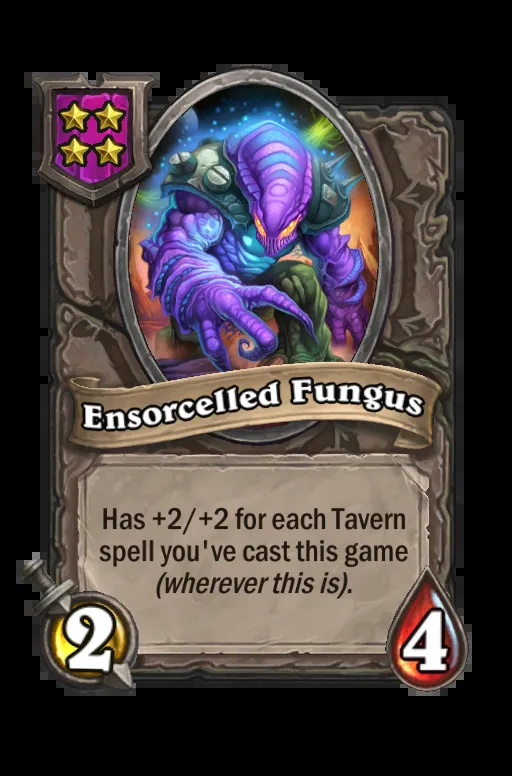 Ensorcelled Fungus
Has +2/+2 for each Tavern
spell you've cast this game
(wherever this is).
2
4